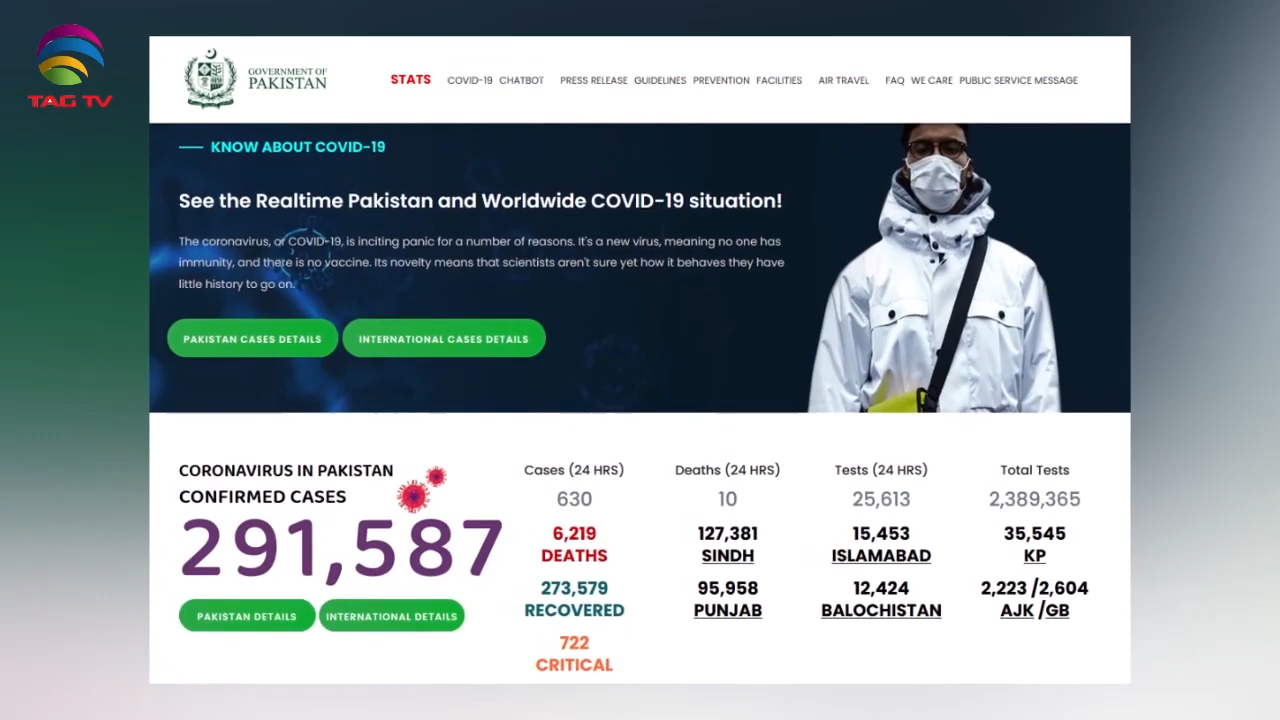 TAG TV
GOVERNMENT OF
PAKISTAN
STATS COVID-19 CHATBOT PRESS RELEASE GUIDELINES PREVENTION FACILITIES AIR TRAVEL FAQ WE CARE PUBLIC SERVICE MESSAGE
KNOW ABOUT COVID-19
See the Realtime Pakistan and Worldwide COVID-19 situation!
The coronavirus, or COVID-19, is inciting panic for a number of reasons. It's a new virus, meaning no one has
immunity, and there is no vaccine. Its novelty means that scientists aren't sure yet how it behaves they have
little history to go on.
PAKISTAN CASES DETAILS INTERNATIONAL CASES DETAILS
CORONAVIRUS IN PAKISTAN
CONFIRMED CASES
291,587
PAKISTAN DETAILS INTERNATIONAL DETAILS
Cases (24 HRS) Deaths (24 HRS) Tests (24 HRS) Total Tests
630 10 25,613 2,389,365
6,219 127,381 15,453 35,545
DEATHS SINDH ISLAMABAD KP
273,579 95,958 12,424 2,223 /2,604
RECOVERED PUNJAB BALOCHISTAN AJK /GB
722
CRITICAL